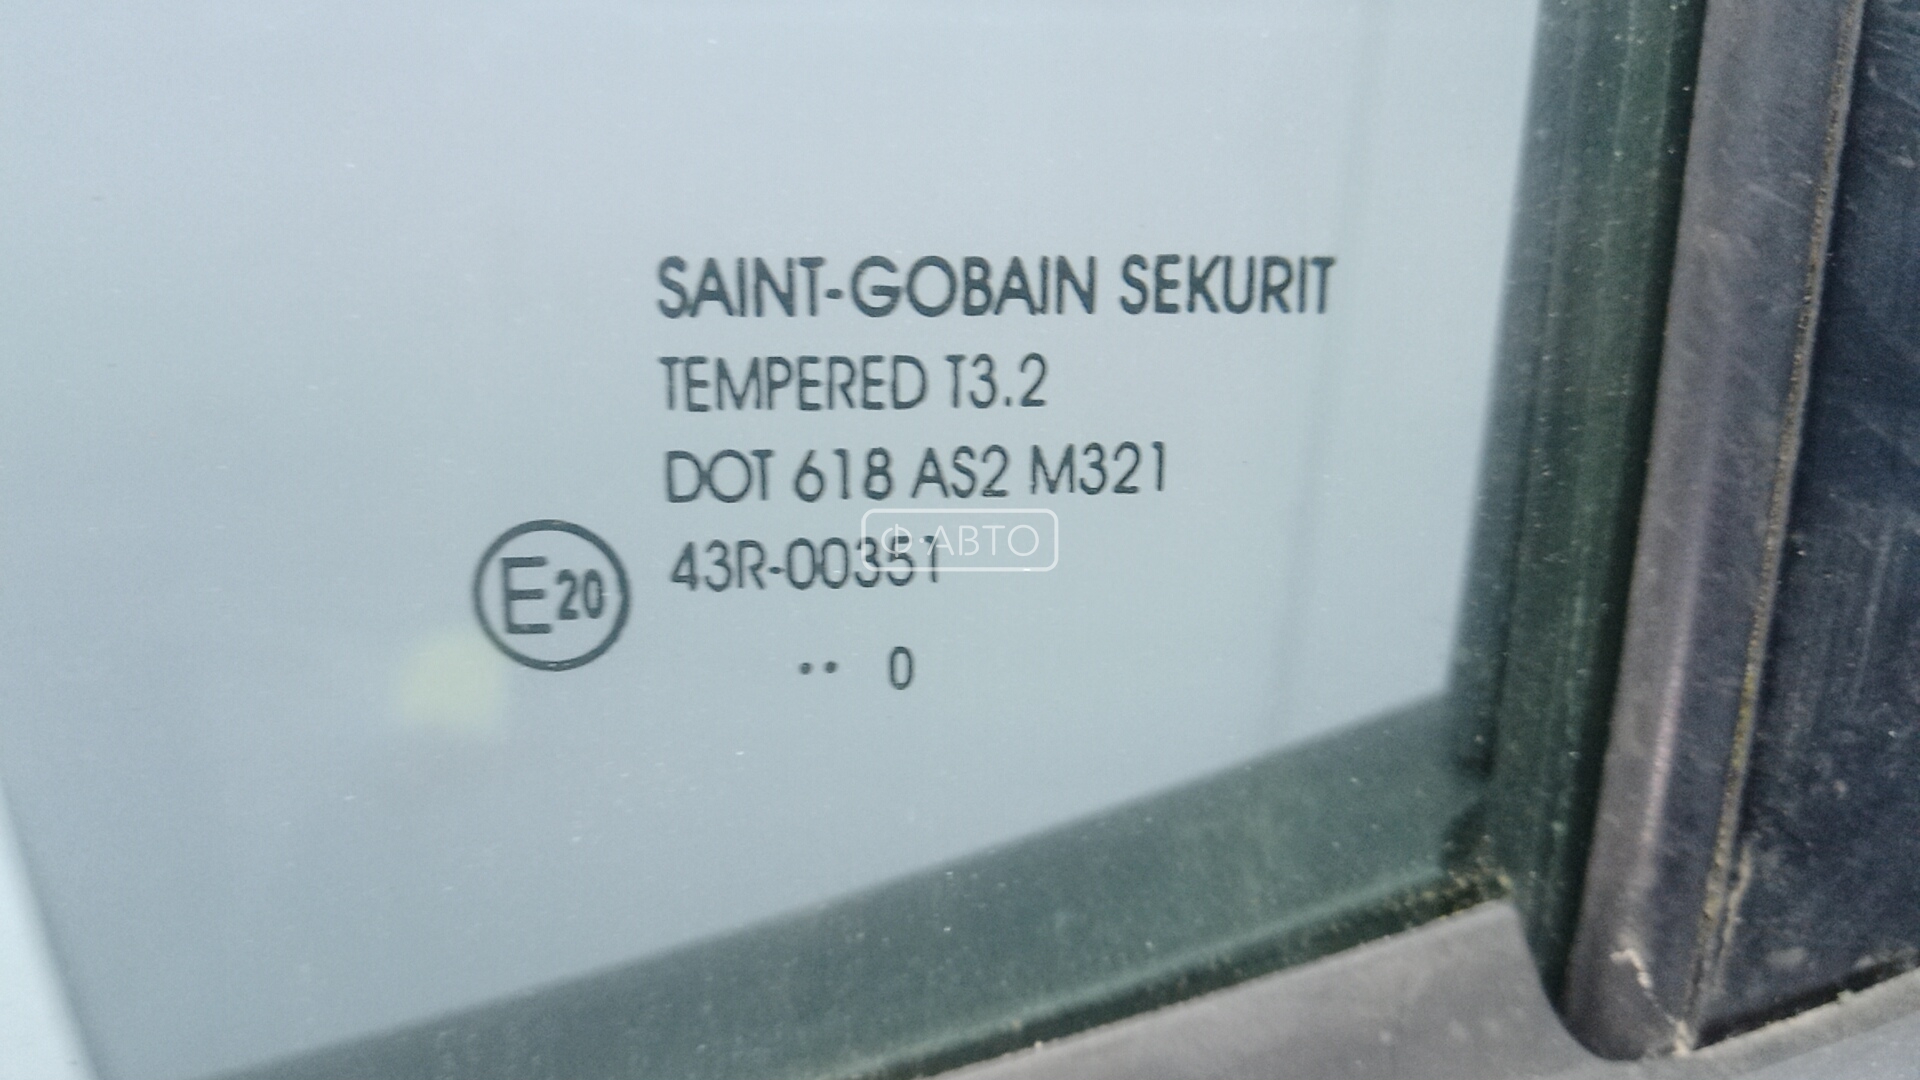 SAINT-GOBAIN SEKURIT
TEMPERED T3.2
DOT 618 AS2 M321
E20 43R-00351
Ф·АВТО
•• 0